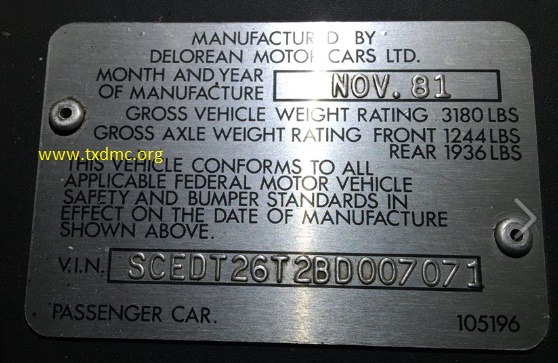 MANUFACTURED BY
DELOREAN MOTOR CARS LTD.
MONTH AND YEAR
OF MANUFACTURE NOV. 81
GROSS VEHICLE WEIGHT RATING 3180 LBS
GROSS AXLE WEIGHT RATING FRONT 1244 LBS
REAR 1936 LBS
www.txdmc.org
THIS VEHICLE CONFORMS TO ALL
APPLICABLE FEDERAL MOTOR VEHICLE
SAFETY AND BUMPER STANDARDS IN
EFFECT ON THE DATE OF MANUFACTURE
SHOWN ABOVE.
V.I.N. SCEDT26T2BD007071
PASSENGER CAR. 105196